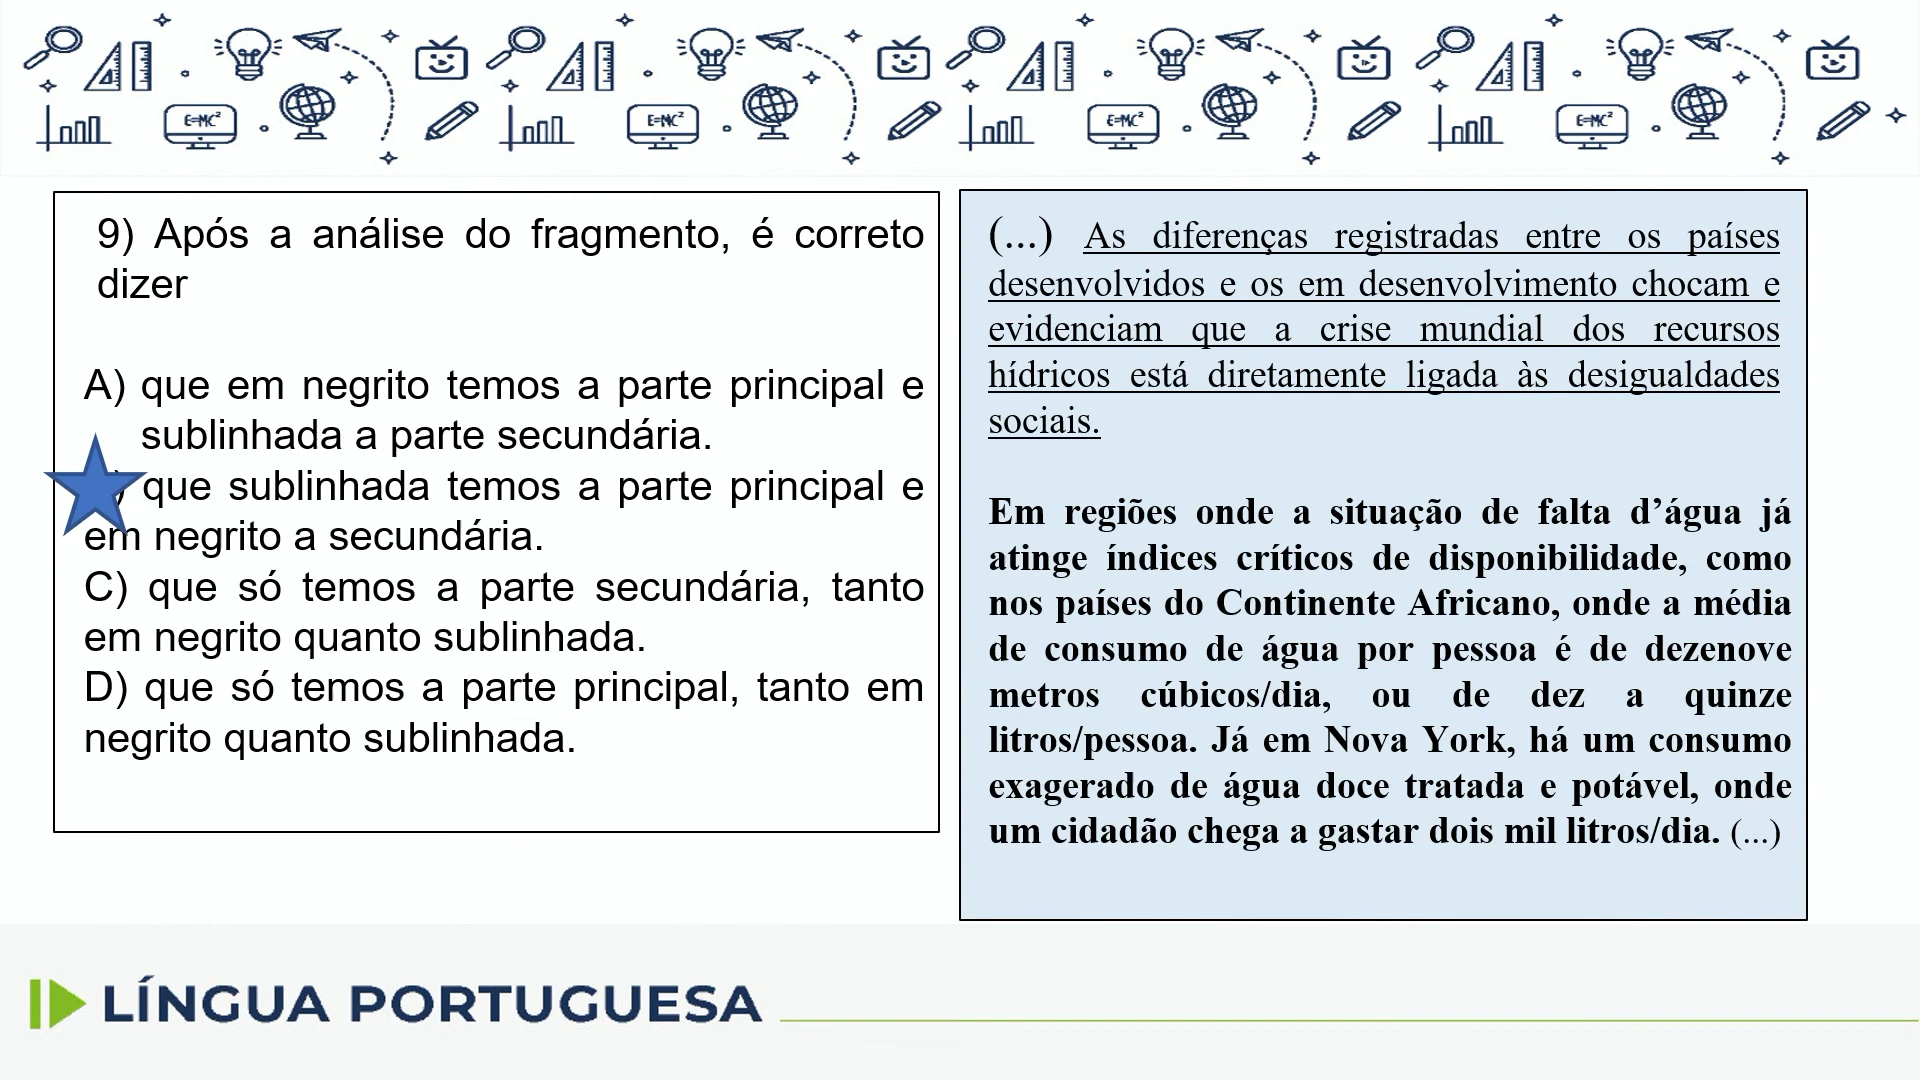 E=MC²
E=MC²
E=MC²
E=MC²
9) Após a análise do fragmento, é correto
dizer
A) que em negrito temos a parte principal e
sublinhada a parte secundária.
) que sublinhada temos a parte principal e
em negrito a secundária.
C) que só temos a parte secundária, tanto
em negrito quanto sublinhada.
D) que só temos a parte principal, tanto em
negrito quanto sublinhada.
(...) As diferenças registradas entre os países
desenvolvidos e os em desenvolvimento chocam e
evidenciam que a crise mundial dos recursos
hídricos está diretamente ligada às desigualdades
sociais.
Em regiões onde a situação de falta d’água já
atinge índices críticos de disponibilidade, como
nos países do Continente Africano, onde a média
de consumo de água por pessoa é de dezenove
metros cúbicos/dia, ou de dez a quinze
litros/pessoa. Já em Nova York, há um consumo
exagerado de água doce tratada e potável, onde
um cidadão chega a gastar dois mil litros/dia. (...)
LÍNGUA PORTUGUESA